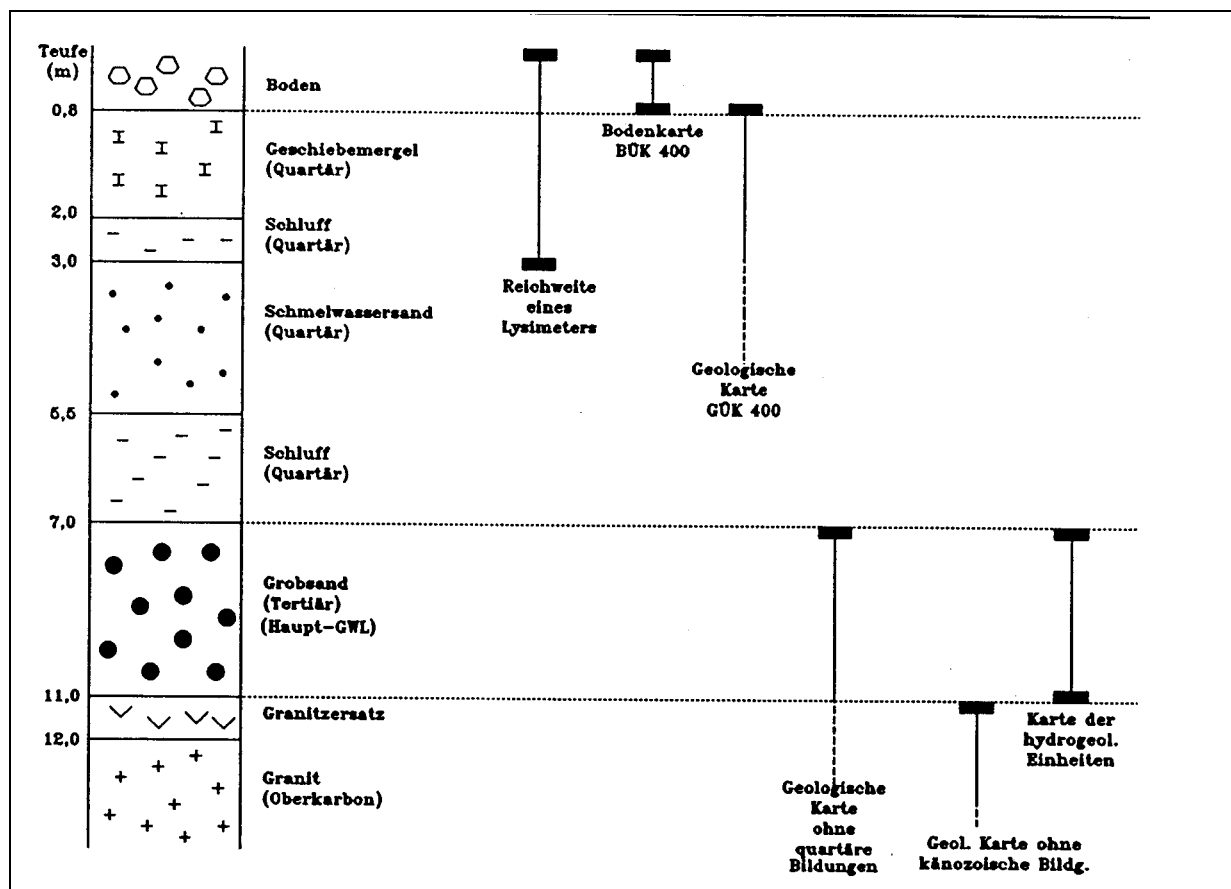 Teufe
(m)
Boden
0,8
Bodenkarte
BÜK 400
Geschiebemergel
(Quartär)
2,0
Schluff
(Quartär)
3,0
Reichweite
eines
Lysimeters
Schmelwassersand
(Quartär)
Geologische
Karte
GÜK 400
6,5
Schluff
(Quartär)
7,0
Grobsand
(Tertiär)
(Haupt-GWL)
11,0
Granitzersatz
12,0
Karte der
hydrogeol.
Einheiten
Granit
(Oberkarbon)
Geologische
Karte
ohne
quartäre
Bildungen
Geol. Karte ohne
känozoische Bildg.